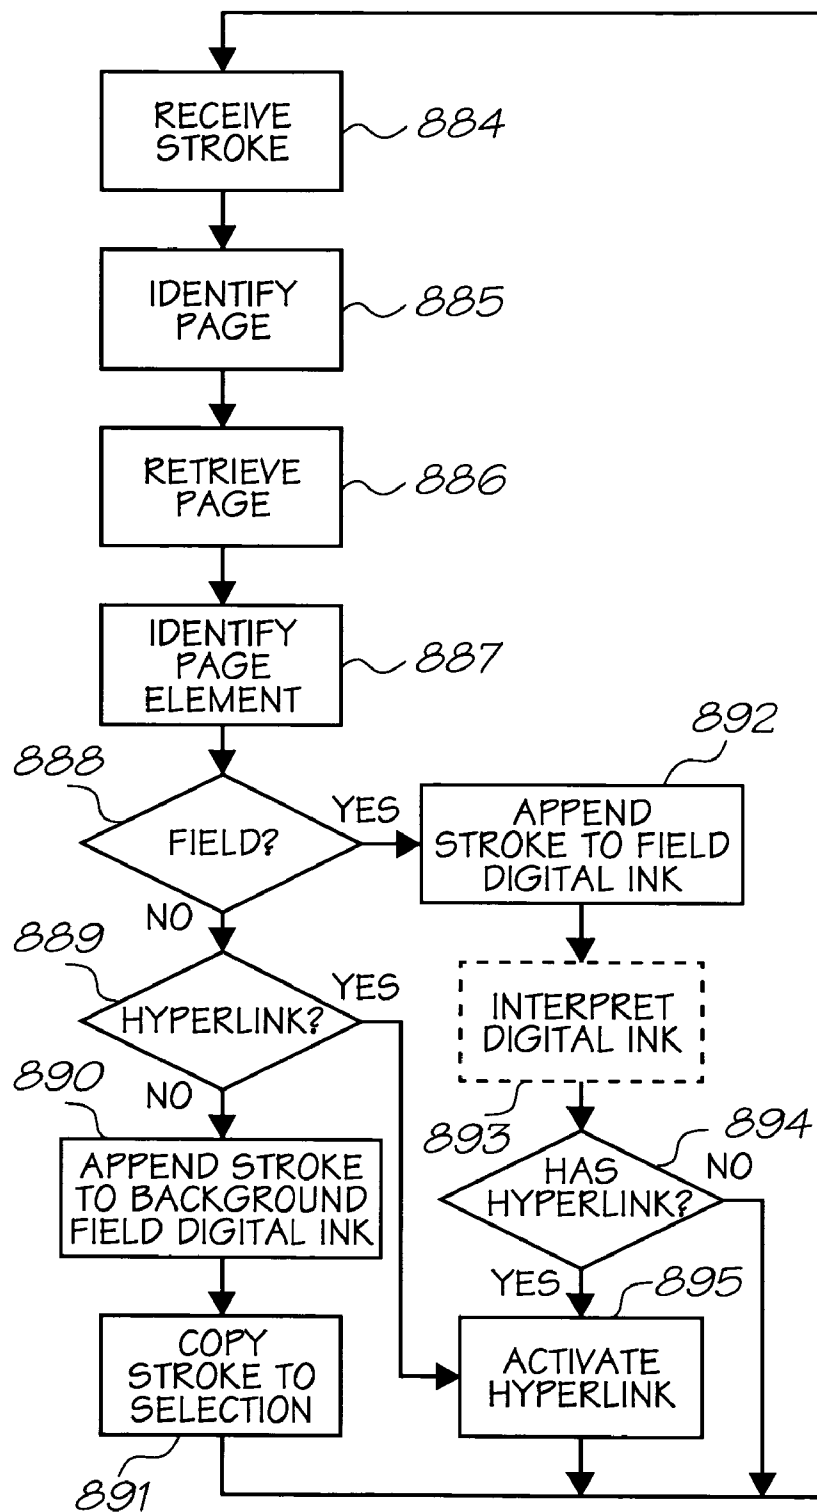 RECEIVE
STROKE
884
IDENTIFY
PAGE
885
RETRIEVE
PAGE
886
IDENTIFY
PAGE
ELEMENT
887
888
FIELD?
YES
NO
892
APPEND
STROKE TO FIELD
DIGITAL INK
889
HYPERLINK?
YES
NO
INTERPRET
DIGITAL INK
893
890
APPEND STROKE
TO BACKGROUND
FIELD DIGITAL INK
894
HAS
HYPERLINK?
NO
YES
895
COPY
STROKE TO
SELECTION
891
ACTIVATE
HYPERLINK